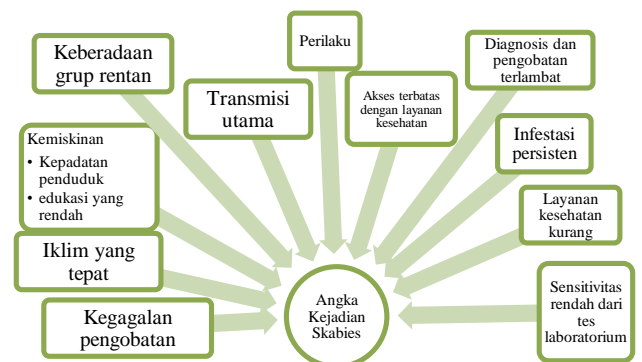 Keberadaan
grup rentan
Transmisi
utama
Perilaku
Akses terbatas
dengan layanan
kesehatan
Diagnosis dan
pengobatan
terlambat
Infestasi
persisten
Layanan
kesehatan
kurang
Sensitivitas
rendah dari
tes
laboratorium
Kemiskinan
• Kepadatan
penduduk
• edukasi yang
rendah
Iklim yang
tepat
Kegagalan
pengobatan
Angka
Kejadian
Skabies